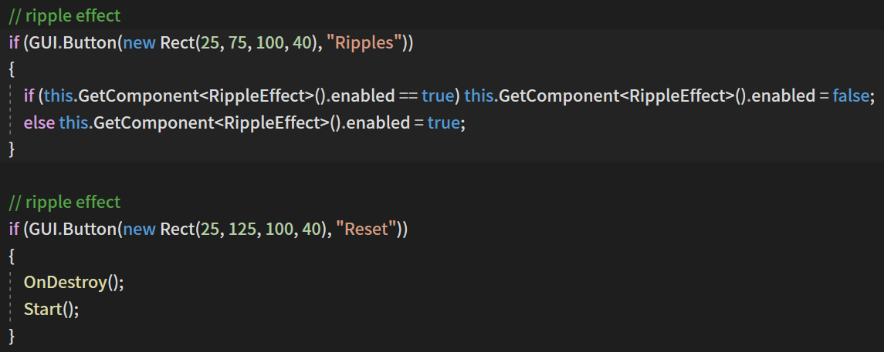 // ripple effect
if (GUI.Button(new Rect(25, 75, 100, 40), "Ripples"))
{
if (this.GetComponent<RippleEffect>().enabled == true) this.GetComponent<RippleEffect>().enabled = false;
else this.GetComponent<RippleEffect>().enabled = true;
}
// ripple effect
if (GUI.Button(new Rect(25, 125, 100, 40), "Reset"))
{
OnDestroy();
Start();
}